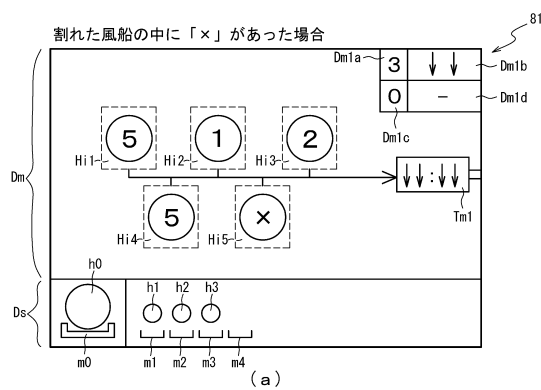 81
割れた風船の中に「×」があった場合
Dm1a
3
↓↓
Dm1b
0
−
Dm1d
Dm1c
5
1
2
Hi1
Hi2
Hi3
Dm
↓↓:↓↓
Tm1
5
×
Hi4
Hi5
h0
h1
h2
h3
Ds
m0
m1
m2
m3
m4
(a)